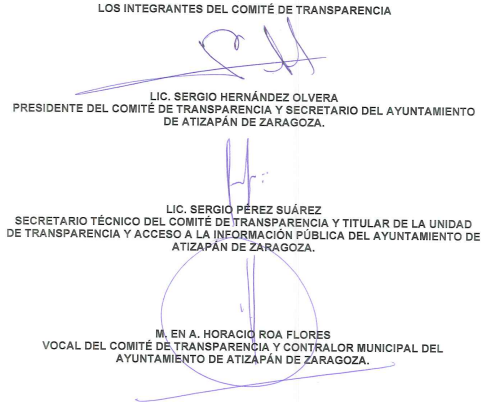 LOS INTEGRANTES DEL COMITÉ DE TRANSPARENCIA
LIC. SERGIO HERNÁNDEZ OLVERA
PRESIDENTE DEL COMITÉ DE TRANSPARENCIA Y SECRETARIO DEL AYUNTAMIENTO
DE ATIZAPÁN DE ZARAGOZA.
LIC. SERGIO PÉREZ SUÁREZ
SECRETARIO TÉCNICO DEL COMITÉ DE TRANSPARENCIA Y TITULAR DE LA UNIDAD
DE TRANSPARENCIA Y ACCESO A LA INFORMACIÓN PÚBLICA DEL AYUNTAMIENTO DE
ATIZAPÁN DE ZARAGOZA.
M. EN A. HORACIO ROA FLORES
VOCAL DEL COMITÉ DE TRANSPARENCIA Y CONTRALOR MUNICIPAL DEL
AYUNTAMIENTO DE ATIZAPÁN DE ZARAGOZA.